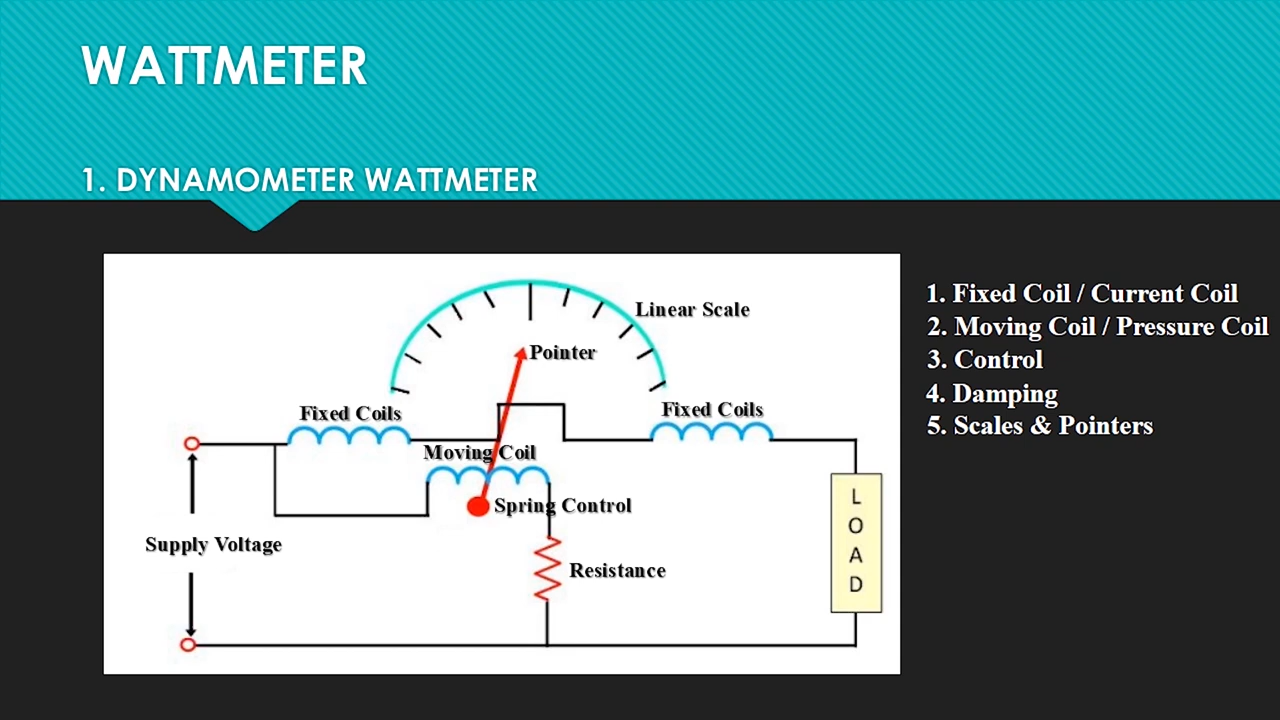 WATTMETER
1. DYNAMOMETER WATTMETER
Linear Scale
Pointer
Fixed Coils
Fixed Coils
Moving Coil
Spring Control
Supply Voltage
Resistance
L
O
A
D
1. Fixed Coil / Current Coil
2. Moving Coil / Pressure Coil
3. Control
4. Damping
5. Scales & Pointers